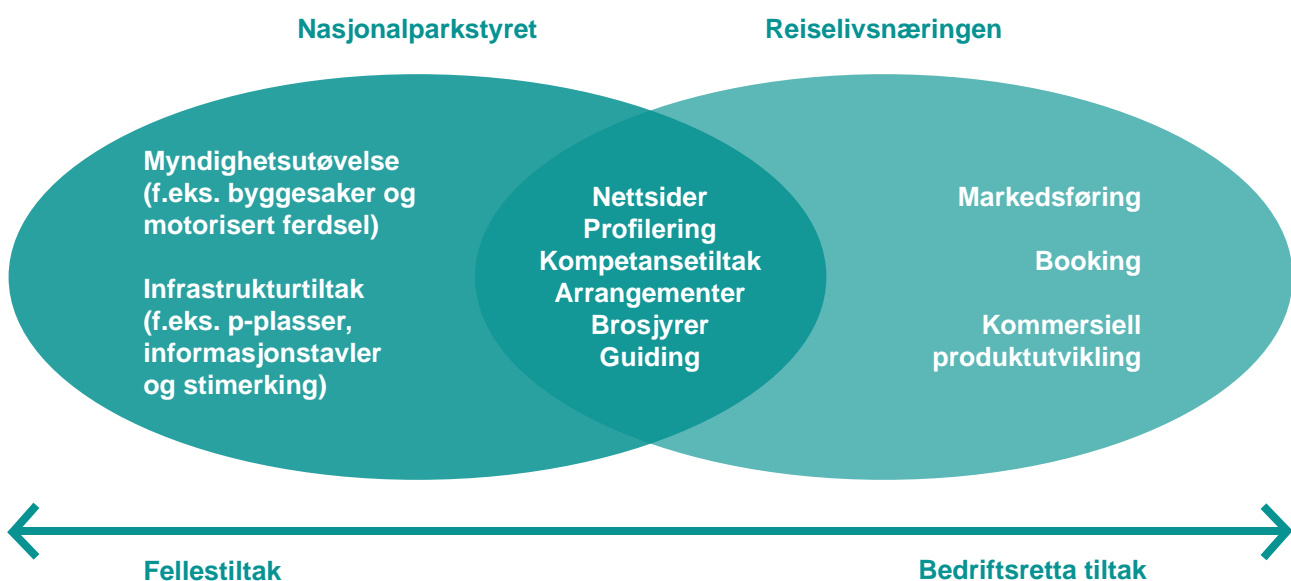 Nasjonalparkstyret
Reiselivsnæringen
Myndighetsutøvelse
(f.eks. byggesaker og
motorisert ferdsel)
Infrastrukturtiltak
(f.eks. p-plasser,
informasjonstavler
og stimerking)
Nettsider
Profilering
Kompetansetiltak
Arrangementer
Brosjyrer
Guiding
Markedsføring
Booking
Kommersiell
produktutvikling
Fellestiltak
Bedriftsretta tiltak